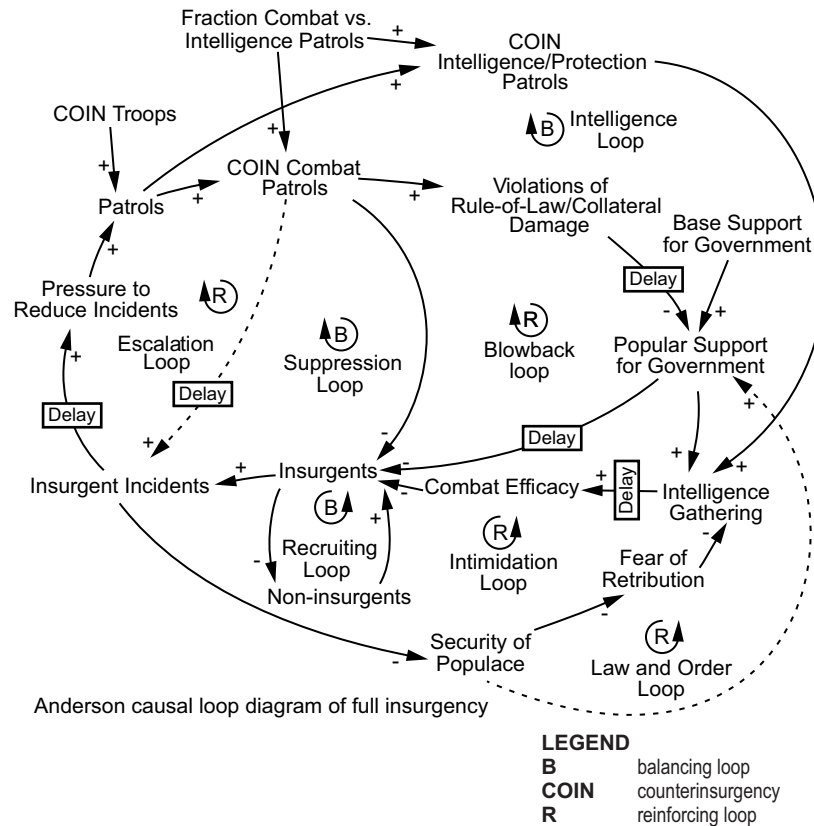 Fraction Combat vs.
Intelligence Patrols
+
COIN
Intelligence/Protection
Patrols
+
COIN Troops
+
B
Intelligence
Loop
+
COIN Combat
Patrols
+
+
Patrols
Violations of
Rule-of-Law/Collateral
Damage
Base Support
for Government
+
Delay
Pressure to
Reduce Incidents
R
-
+
Escalation
Loop
B
Suppression
Loop
R
Blowback
loop
Popular Support
for Government
+
Delay
+
Delay
Delay
+
-
-
+
+
Insurgent Incidents
+
Insurgents
-
Combat Efficacy
+
Delay
Intelligence
Gathering
B
+
Recruiting
Loop
R
Intimidation
Loop
-
Fear of
Retribution
-
Non-insurgents
-
Security of
Populace
-
R
Law and Order
Loop
Anderson causal loop diagram of full insurgency
LEGEND
B balancing loop
COIN counterinsurgency
R reinforcing loop